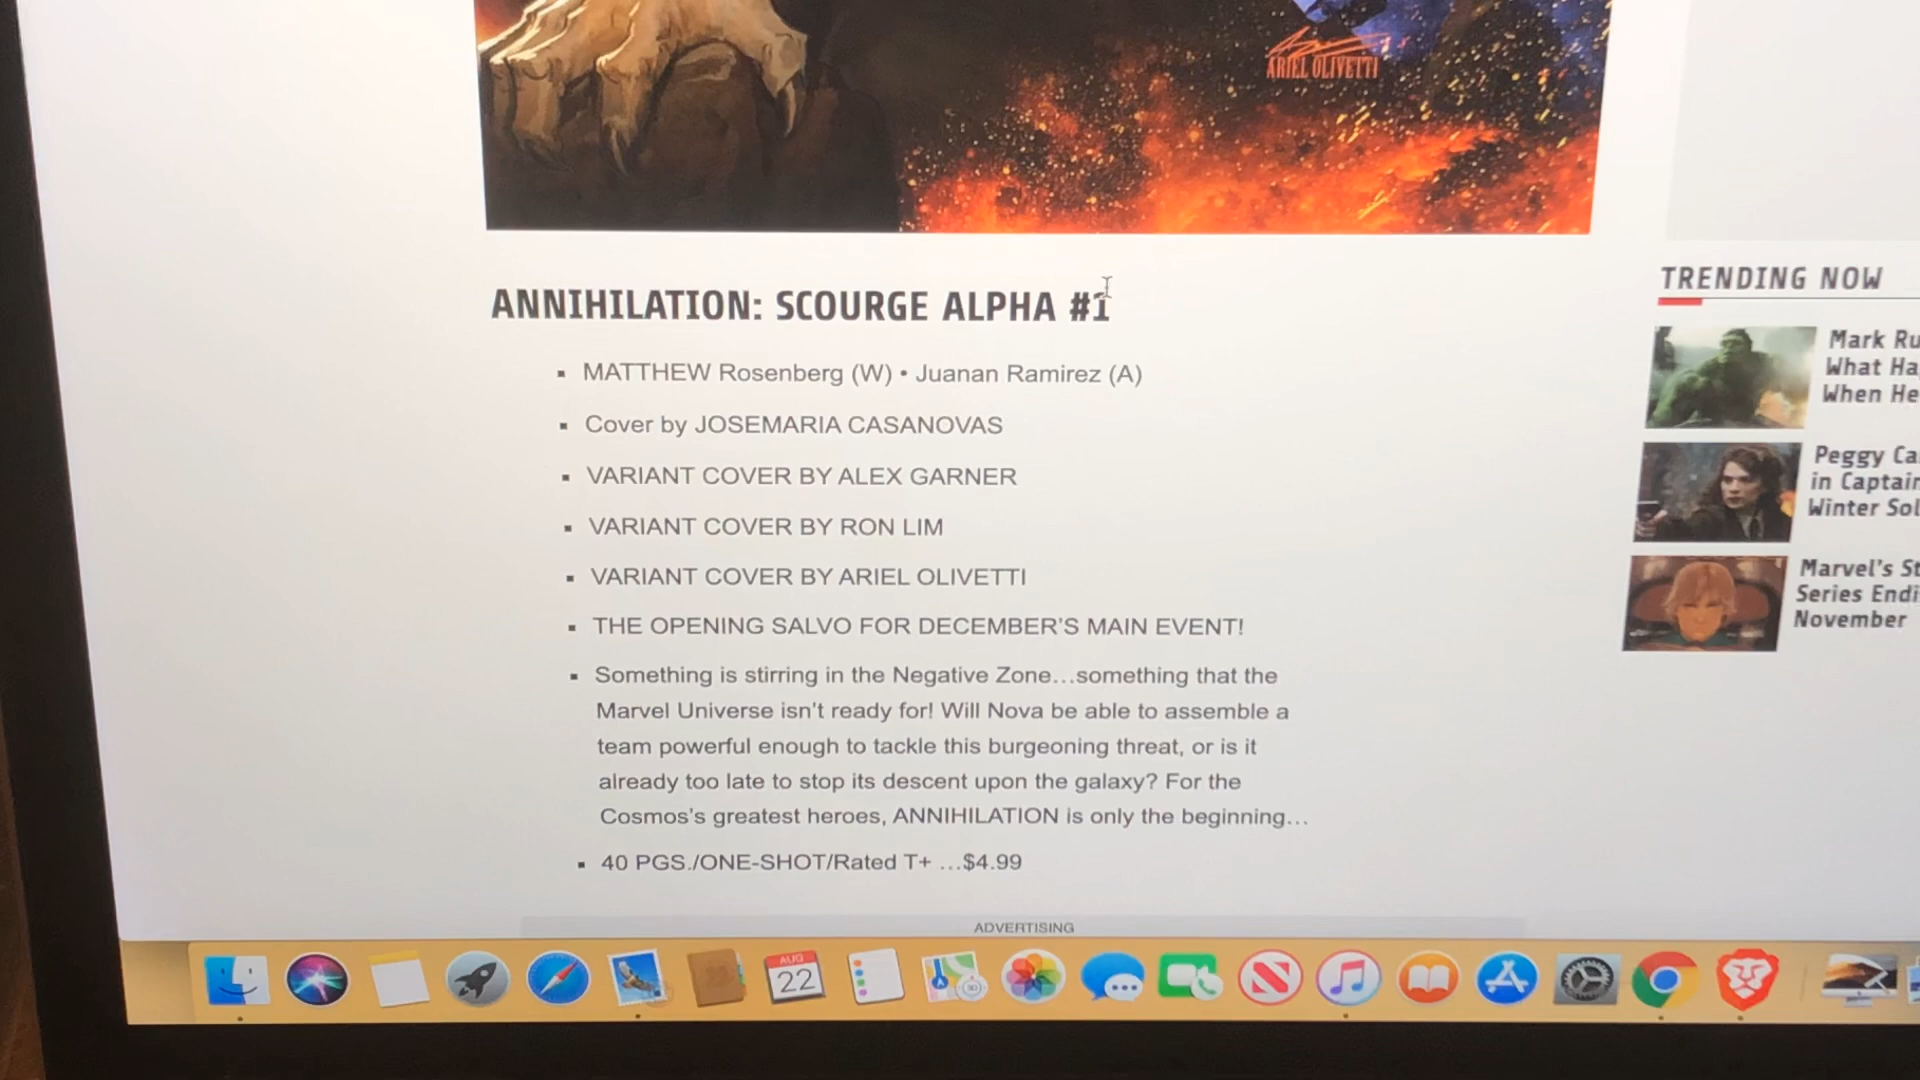 ARIEL OLIVETTI
ANNIHILATION: SCOURGE ALPHA #1
MATTHEW Rosenberg (W) • Juanan Ramirez (A)
Cover by JOSEMARIA CASANOVAS
VARIANT COVER BY ALEX GARNER
VARIANT COVER BY RON LIM
VARIANT COVER BY ARIEL OLIVETTI
THE OPENING SALVO FOR DECEMBER'S MAIN EVENT!
Something is stirring in the Negative Zone…something that the
Marvel Universe isn't ready for! Will Nova be able to assemble a
team powerful enough to tackle this burgeoning threat, or is it
already too late to stop its descent upon the galaxy? For the
Cosmos's greatest heroes, ANNIHILATION is only the beginning…
40 PGS./ONE-SHOT/Rated T+ …$4.99
ADVERTISING
TRENDING NOW
Mark Ru
What Ha
When He
Peggy Ca
in Captain
Winter Sol
Marvel's St
Series Endi
November
AUG
22